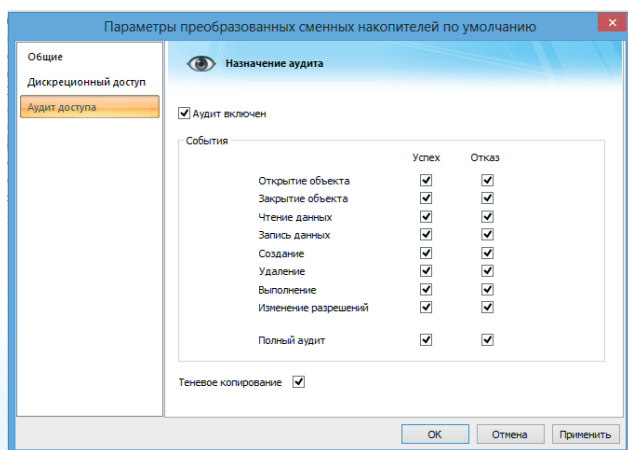 Параметры преобразованных сменных накопителей по умолчанию
Общие
Дискреционный доступ
Аудит доступа
Назначение аудита
Аудит включен
События
Успех Отказ
Открытие объекта
Закрытие объекта
Чтение данных
Запись данных
Создание
Удаление
Выполнение
Изменение разрешений
Полный аудит
Теневое копирование
ОК Отмена Применить